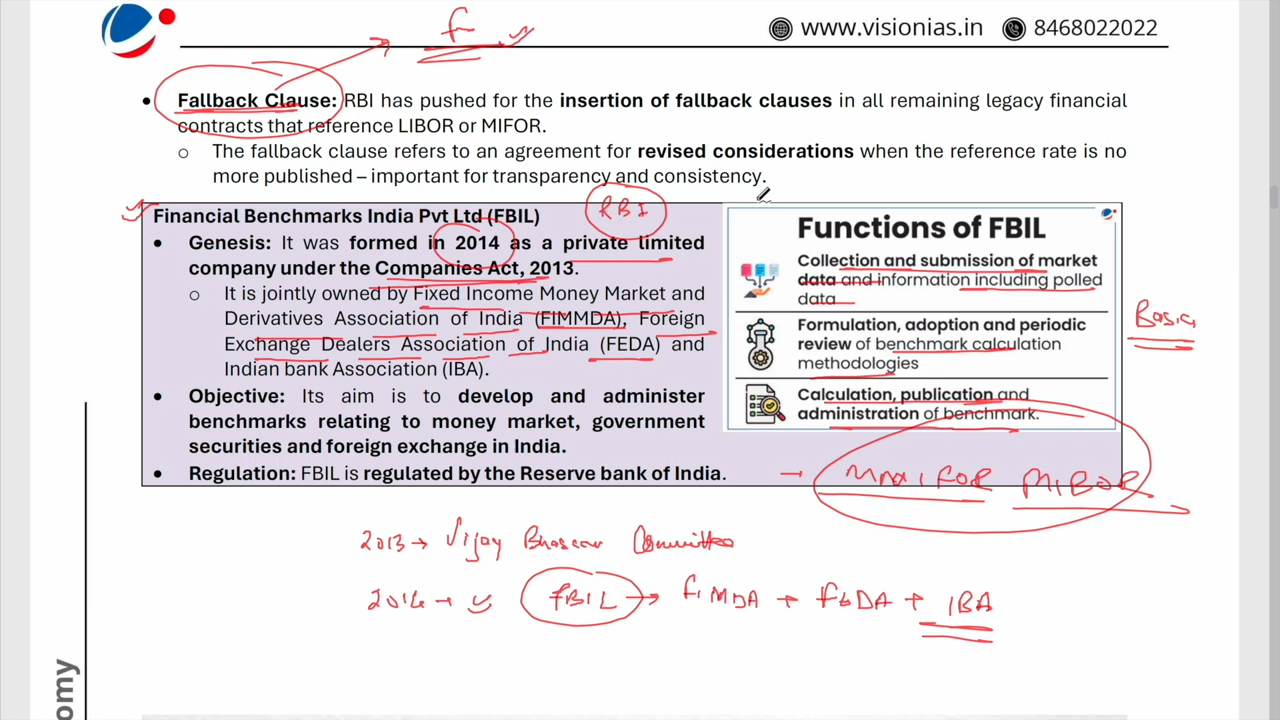 www.visionias.in 8468022022
f
Fallback Clause: RBI has pushed for the insertion of fallback clauses in all remaining legacy financial
contracts that reference LIBOR or MIFOR.
The fallback clause refers to an agreement for revised considerations when the reference rate is no
more published – important for transparency and consistency.
Financial Benchmarks India Pvt Ltd (FBIL)
RBI
Genesis: It was formed in 2014 as a private limited
company under the Companies Act, 2013.
It is jointly owned by Fixed Income Money Market and
Derivatives Association of India (FIMMDA), Foreign
Exchange Dealers Association of India (FEDA) and
Indian bank Association (IBA).
Objective: Its aim is to develop and administer
benchmarks relating to money market, government
securities and foreign exchange in India.
Regulation: FBIL is regulated by the Reserve bank of India.
Functions of FBIL
Collection and submission of market
data and information including polled
data
Formulation, adoption and periodic
review of benchmark calculation
methodologies
Calculation, publication and
administration of benchmark.
Basic
MIBOR
2013 → Vijay Bhascar Committee
2014 → FBIL → FIMMDA + FEDA + IBA
omy